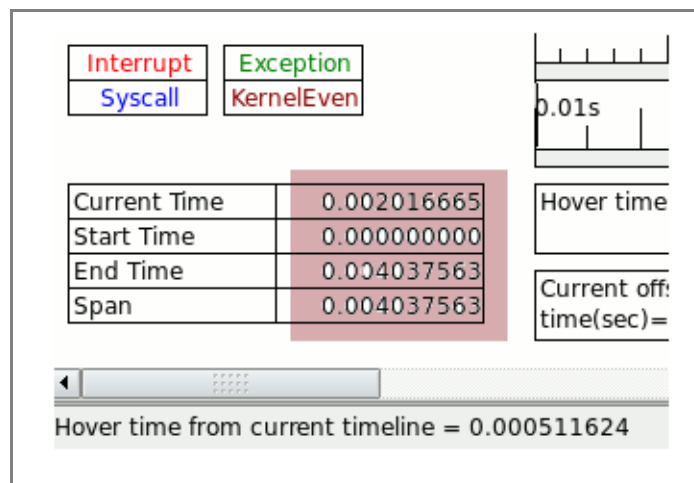 Interrupt Exception
Syscall KernelEven
0.01s
Current Time 0.002016665
Start Time 0.000000000
End Time 0.004037563
Span 0.004037563
Hover time
Current offs
time(sec)=
Hover time from current timeline = 0.000511624